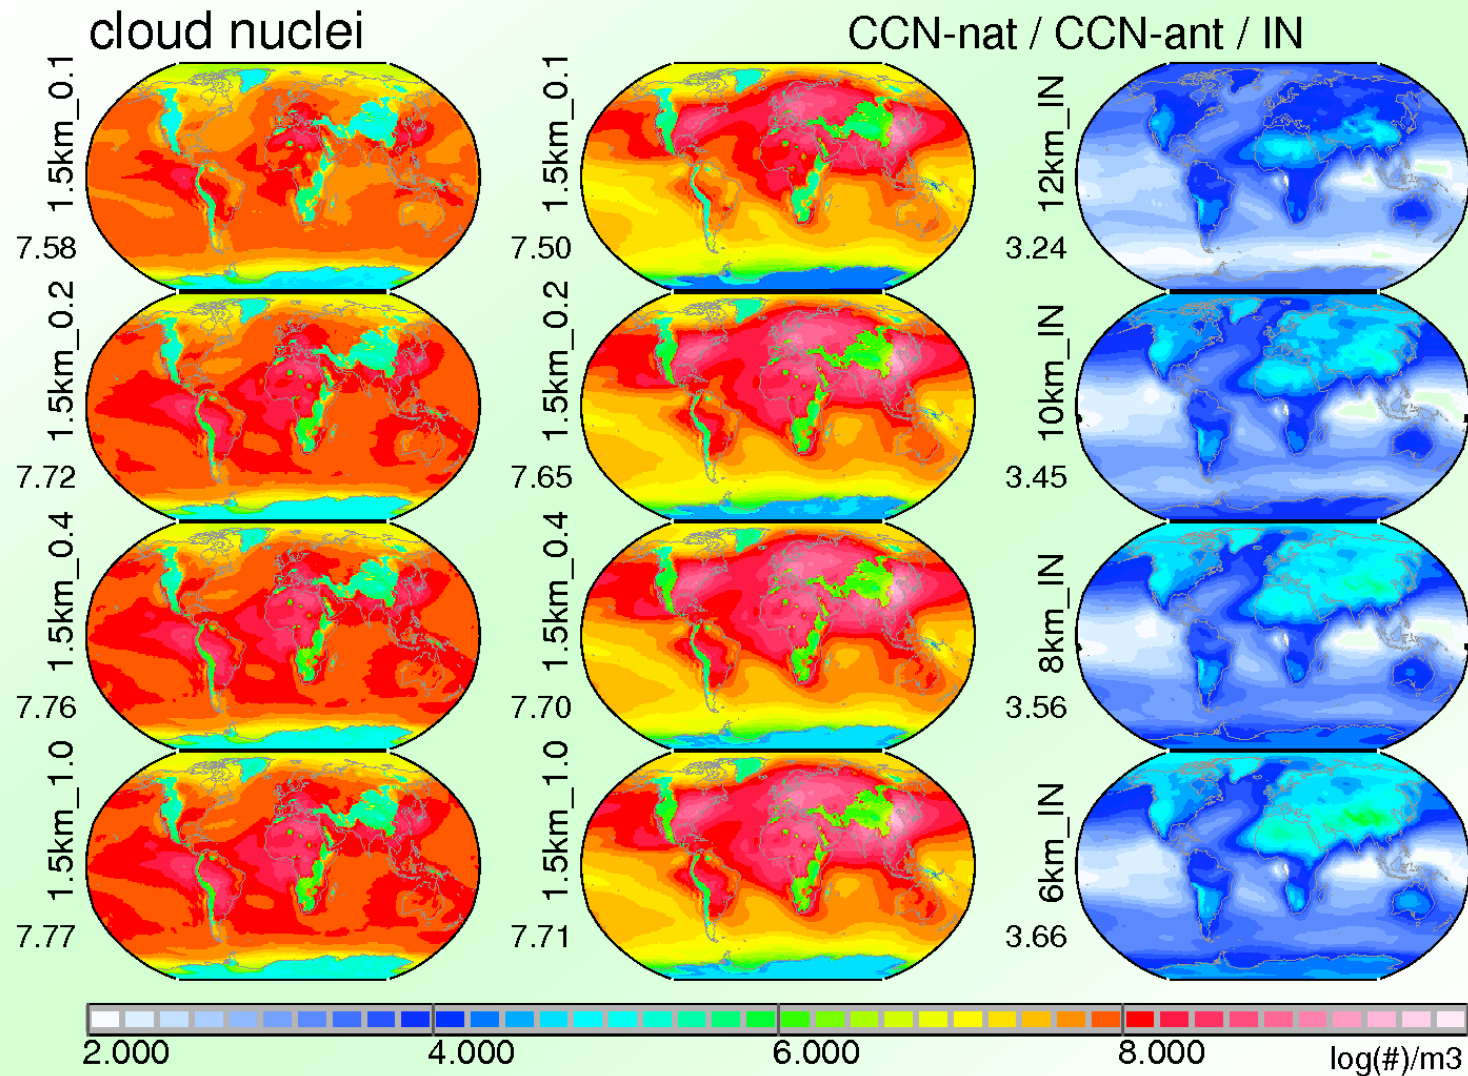 cloud nuclei
CCN-nat / CCN-ant / IN
1.5km_0.1
7.58
1.5km_0.1
7.50
12km_IN
3.24
1.5km_0.2
7.72
1.5km_0.2
7.65
10km_IN
3.45
1.5km_0.4
7.76
1.5km_0.4
7.70
8km_IN
3.56
1.5km_1.0
7.77
1.5km_1.0
7.71
6km_IN
3.66
2.000 4.000 6.000 8.000 log(#)/m3